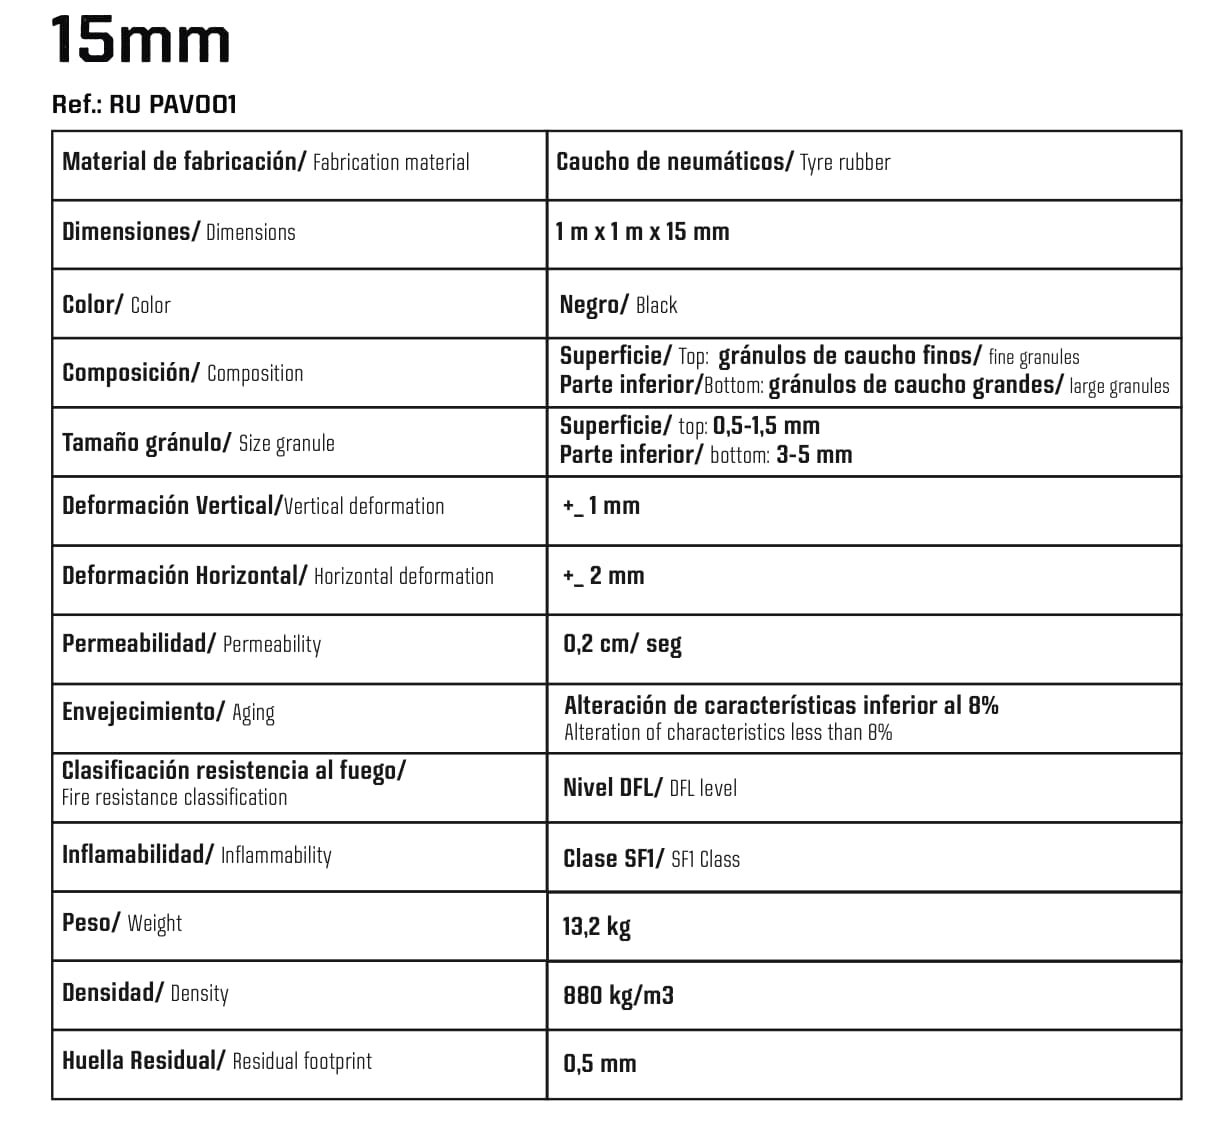 15mm
Ref.: RU PAV001
Material de fabricación/ Fabrication material
Caucho de neumáticos/ Tyre rubber
Dimensiones/ Dimensions
1 m x 1 m x 15 mm
Color/ Color
Negro/ Black
Composición/ Composition
Superficie/ Top: gránulos de caucho finos/ fine granules
Parte inferior/Bottom: gránulos de caucho grandes/ large granules
Tamaño gránulo/ Size granule
Superficie/ top: 0,5-1,5 mm
Parte inferior/ bottom: 3-5 mm
Deformación Vertical/Vertical deformation
+_ 1 mm
Deformación Horizontal/ Horizontal deformation
+_ 2 mm
Permeabilidad/ Permeability
0,2 cm/ seg
Envejecimiento/ Aging
Alteración de características inferior al 8%
Alteration of characteristics less than 8%
Clasificación resistencia al fuego/
Fire resistance classification
Nivel DFL/ DFL level
Inflamabilidad/ Inflammability
Clase SF1/ SF1 Class
Peso/ Weight
13,2 kg
Densidad/ Density
880 kg/m3
Huella Residual/ Residual footprint
0,5 mm